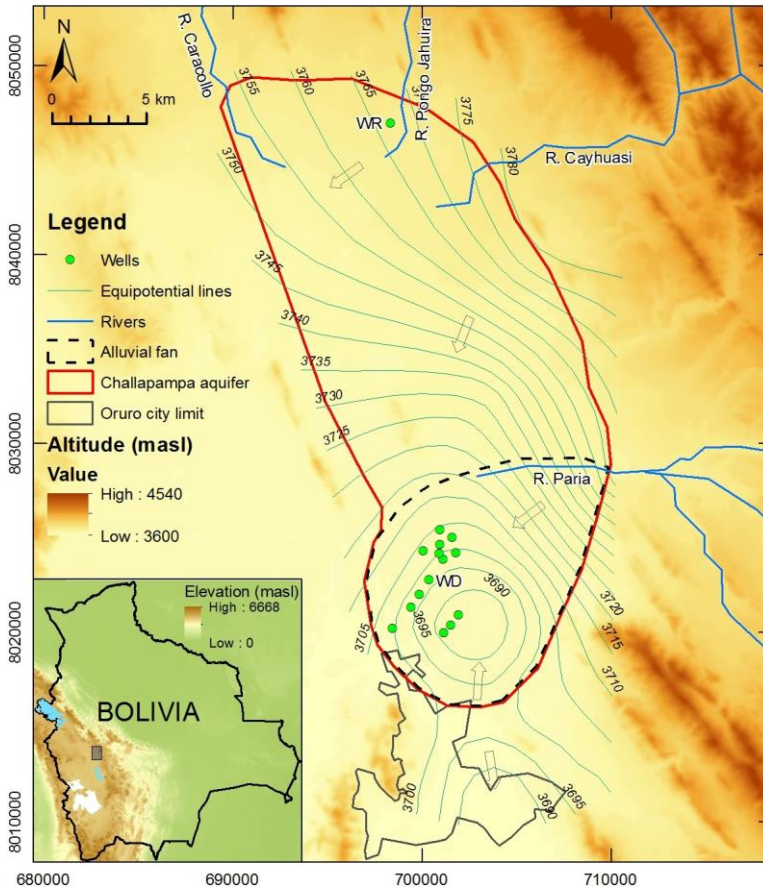 8050000
8040000
8030000
8020000
8010000
680000
690000
700000
710000
N
0
5 km
R. Caracollo
R. Pongo Jahuira
R. Cayhuasi
R. Paria
WR
WD
3755
3760
3765
3775
3780
3750
3745
3740
3735
3730
3725
3720
3715
3710
3705
3695
3690
3700
3690
3695
Legend
Wells
Equipotential lines
Rivers
Alluvial fan
Challapampa aquifer
Oruro city limit
Altitude (masl)
Value
High : 4540
Low : 3600
Elevation (masl)
High : 6668
Low : 0
BOLIVIA